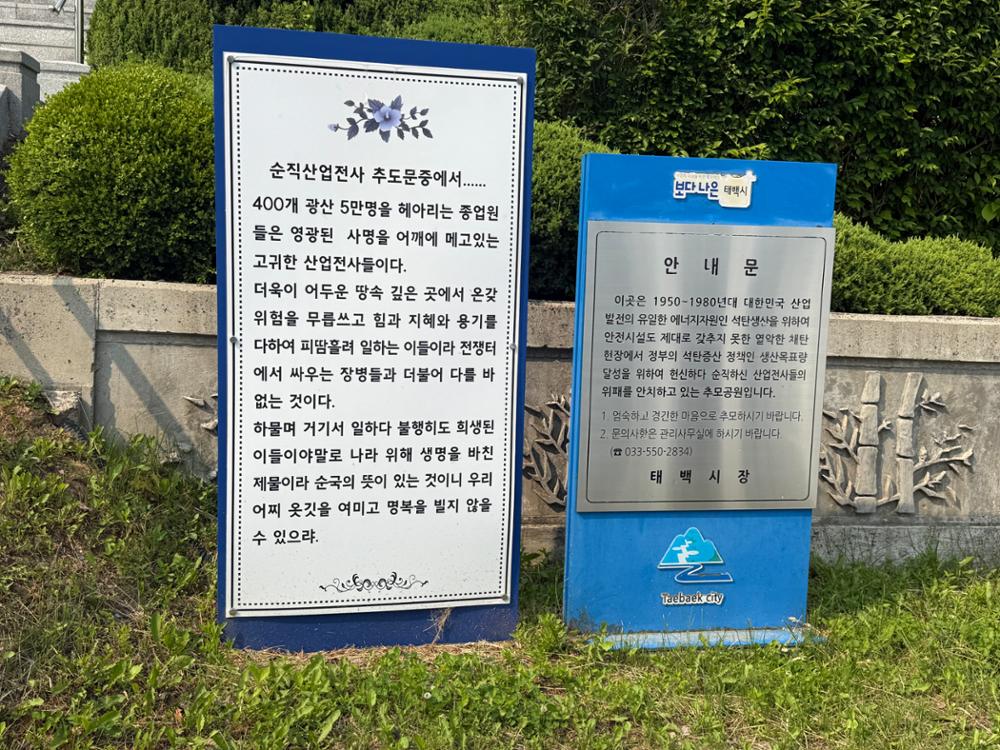 순직산업전사 추도문중에서......
400개 광산 5만명을 헤아리는 종업원
들은 영광된 사명을 어깨에 메고있는
고귀한 산업전사들이다.
더욱이 어두운 땅속 깊은 곳에서 온갖
위험을 무릅쓰고 힘과 지혜와 용기를
다하여 피땀흘려 일하는 이들이라 전쟁터
에서 싸우는 장병들과 더불어 다를 바
없는 것이다.
하물며 거기서 일하다 불행히도 희생된
이들이야말로 나라 위해 생명을 바친
제물이라 순국의 뜻이 있는 것이니 우리
어찌 옷깃을 여미고 명복을 빌지 않을
수 있으랴.
보다 나은 태백시
안 내 문
이곳은 1950~1980년대 대한민국 산업
발전의 유일한 에너지자원인 석탄생산을 위하여
안전시설도 제대로 갖추지 못한 열악한 채탄
현장에서 정부의 석탄증산 정책인 생산목표량
달성을 위하여 헌신하다 순직하신 산업전사들의
위패를 안치하고 있는 추모공원입니다.
1. 엄숙하고 경건한 마음으로 추모하시기 바랍니다.
2. 문의사항은 관리사무실에 하시기 바랍니다.
(☎ 033-550-2834)
태 백 시 장
Taebaek city